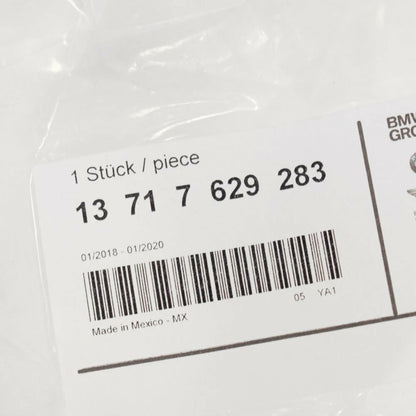 BMW
GRO
1 Stück / piece
13 71 7 629 283
01/2018 - 01/2020
05 YA1
Made in Mexico - MX